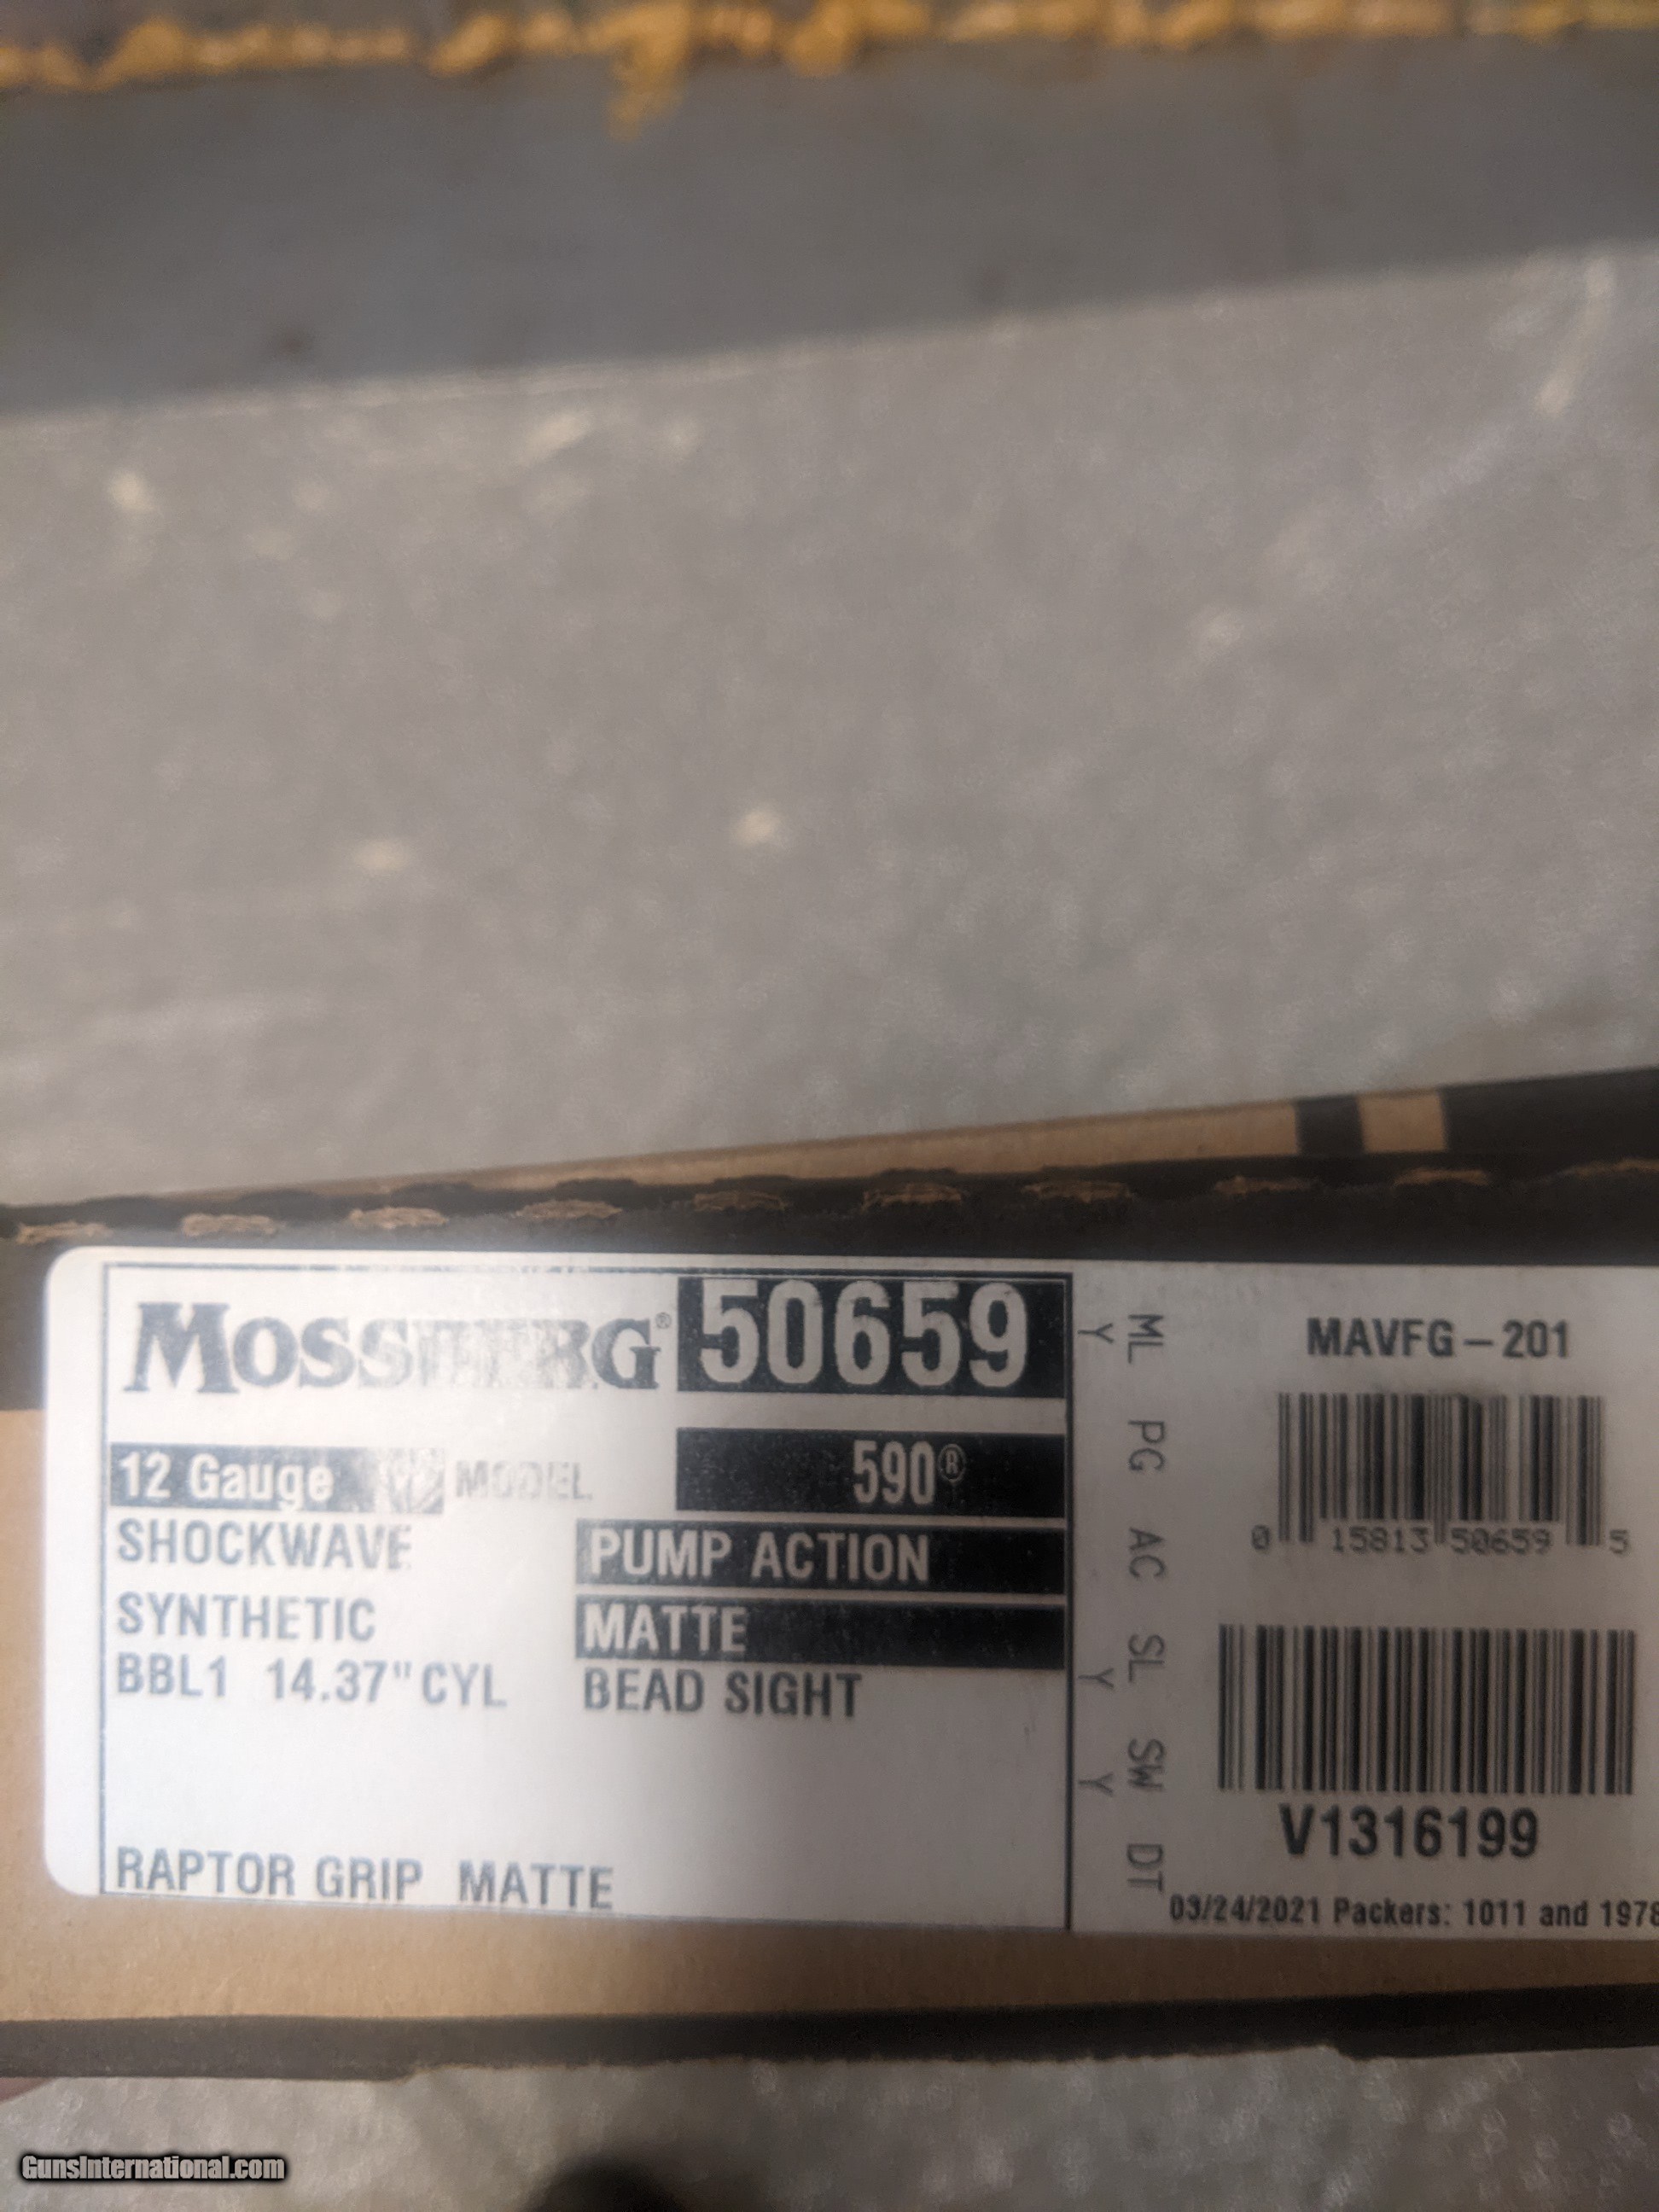 MOSSBERG® 50659
12 Gauge MODEL 590®
SHOCKWAVE PUMP ACTION
SYNTHETIC MATTE
BBL1 14.37" CYL BEAD SIGHT
RAPTOR GRIP MATTE
ML PG AC SL SW DT
Y Y Y
MAVFG-201
0 15813 50659 5
V1316199
03/24/2021 Packers: 1011 and 1978
GunsInternational.com